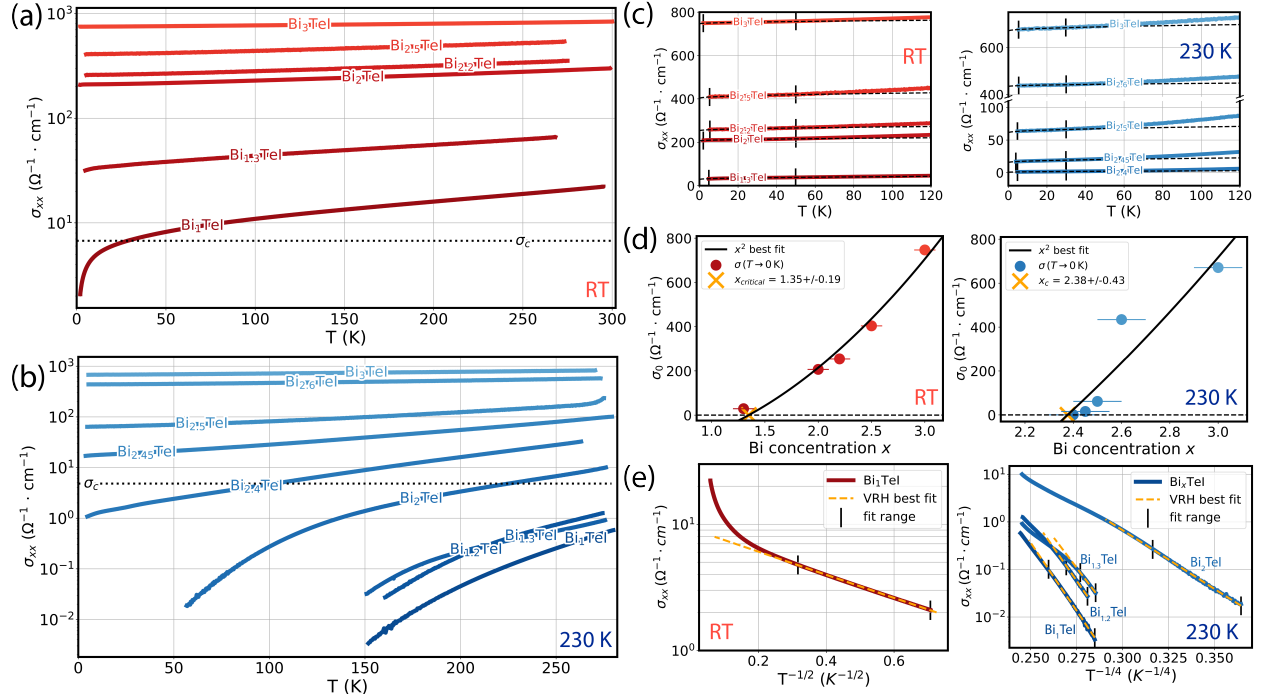 (a)
σxx (Ω⁻¹ · cm⁻¹)
10³
10²
10¹
Bi₃TeI
Bi₂.₅TeI
Bi₂.₂TeI
Bi₂TeI
Bi₁.₃TeI
Bi₁TeI
σc
RT
0 50 100 150 200 250 300
T (K)
(b)
σxx (Ω⁻¹ · cm⁻¹)
10³
10²
10¹
10⁰
10⁻¹
10⁻²
Bi₃TeI
Bi₂.₆TeI
Bi₂.₅TeI
Bi₂.₄₅TeI
Bi₂.₄TeI
σc
Bi₂TeI
Bi₁.₃TeI
Bi₁.₂TeI
Bi₁TeI
230 K
0 50 100 150 200 250
T (K)
(c)
σxx (Ω⁻¹ · cm⁻¹)
800
600
400
200
0
Bi₃TeI
RT
Bi₂.₅TeI
Bi₂.₂TeI
Bi₂TeI
Bi₁.₃TeI
0 20 40 60 80 100 120
T (K)
σxx (Ω⁻¹ · cm⁻¹)
600
400
100
50
0
Bi₃TeI
230 K
Bi₂.₆TeI
Bi₂.₅TeI
Bi₂.₄₅TeI
Bi₂.₄TeI
0 20 40 60 80 100 120
T (K)
(d)
σ₀ (Ω⁻¹ · cm⁻¹)
800
600
400
200
0
x² best fit
σ(T→0K)
xcritical = 1.35+/-0.19
RT
1.0 1.5 2.0 2.5 3.0
Bi concentration x
σ₀ (Ω⁻¹ · cm⁻¹)
800
600
400
200
0
x² best fit
σ(T→0K)
xc = 2.38+/-0.43
230 K
2.2 2.4 2.6 2.8 3.0
Bi concentration x
(e)
σxx (Ω⁻¹·cm⁻¹)
10¹
10⁰
Bi₁TeI
VRH best fit
fit range
RT
0.2 0.4 0.6
T⁻¹/² (K⁻¹/²)
σxx (Ω⁻¹·cm⁻¹)
10¹
10⁰
10⁻¹
10⁻²
BiₓTeI
VRH best fit
fit range
Bi₁.₃TeI
Bi₂TeI
Bi₁.₂TeI
Bi₁TeI
230 K
0.250 0.275 0.300 0.325 0.350
T⁻¹/⁴ (K⁻¹/⁴)